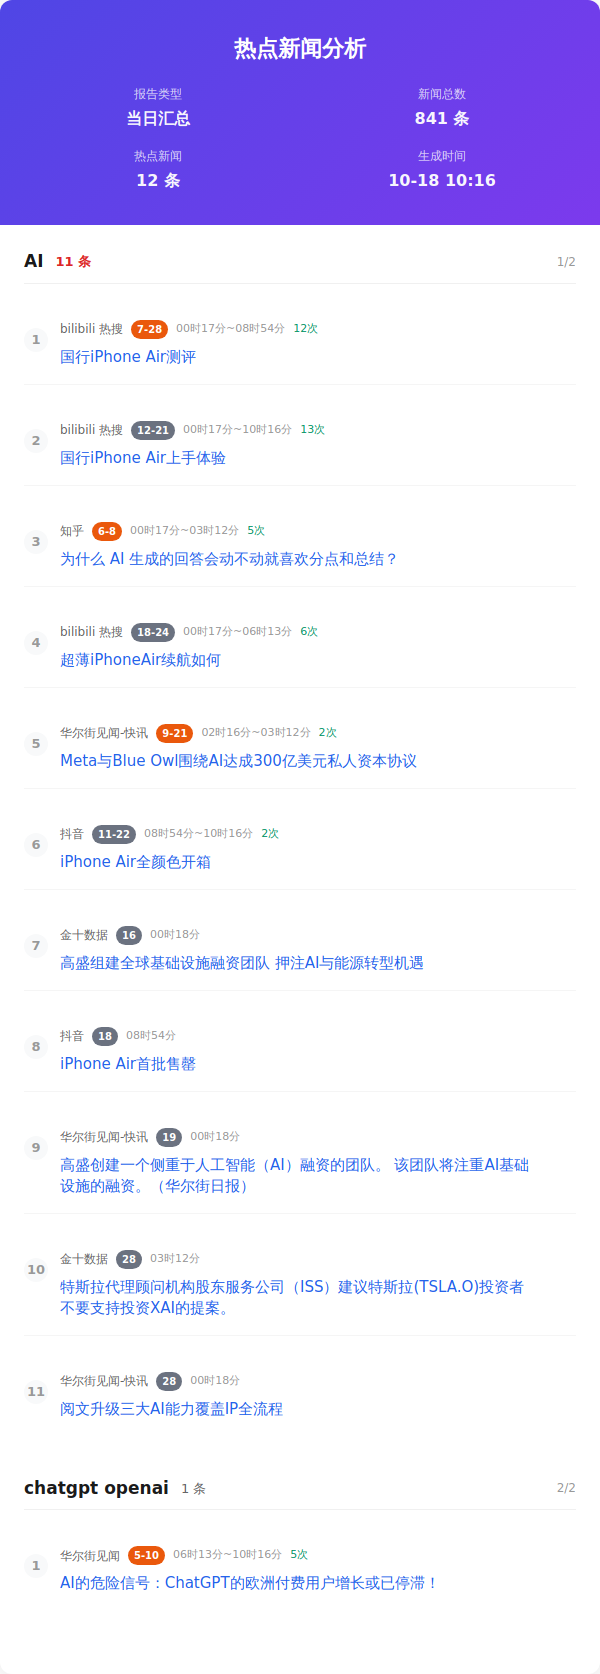 热点新闻分析
报告类型
新闻总数
当日汇总
841 条
热点新闻
生成时间
12 条
10-18 10:16
AI 11 条 1/2
1
bilibili 热搜 7-28 00时17分~08时54分 12次
国行iPhone Air测评
2
bilibili 热搜 12-21 00时17分~10时16分 13次
国行iPhone Air上手体验
3
知乎 6-8 00时17分~03时12分 5次
为什么 AI 生成的回答会动不动就喜欢分点和总结？
4
bilibili 热搜 18-24 00时17分~06时13分 6次
超薄iPhoneAir续航如何
5
华尔街见闻-快讯 9-21 02时16分~03时12分 2次
Meta与Blue Owl围绕AI达成300亿美元私人资本协议
6
抖音 11-22 08时54分~10时16分 2次
iPhone Air全颜色开箱
7
金十数据 16 00时18分
高盛组建全球基础设施融资团队 押注AI与能源转型机遇
8
抖音 18 08时54分
iPhone Air首批售罄
9
华尔街见闻-快讯 19 00时18分
高盛创建一个侧重于人工智能（AI）融资的团队。 该团队将注重AI基础
设施的融资。（华尔街日报）
10
金十数据 28 03时12分
特斯拉代理顾问机构股东服务公司（ISS）建议特斯拉(TSLA.O)投资者
不要支持投资XAI的提案。
11
华尔街见闻-快讯 28 00时18分
阅文升级三大AI能力覆盖IP全流程
chatgpt openai 1 条 2/2
1
华尔街见闻 5-10 06时13分~10时16分 5次
AI的危险信号：ChatGPT的欧洲付费用户增长或已停滞！